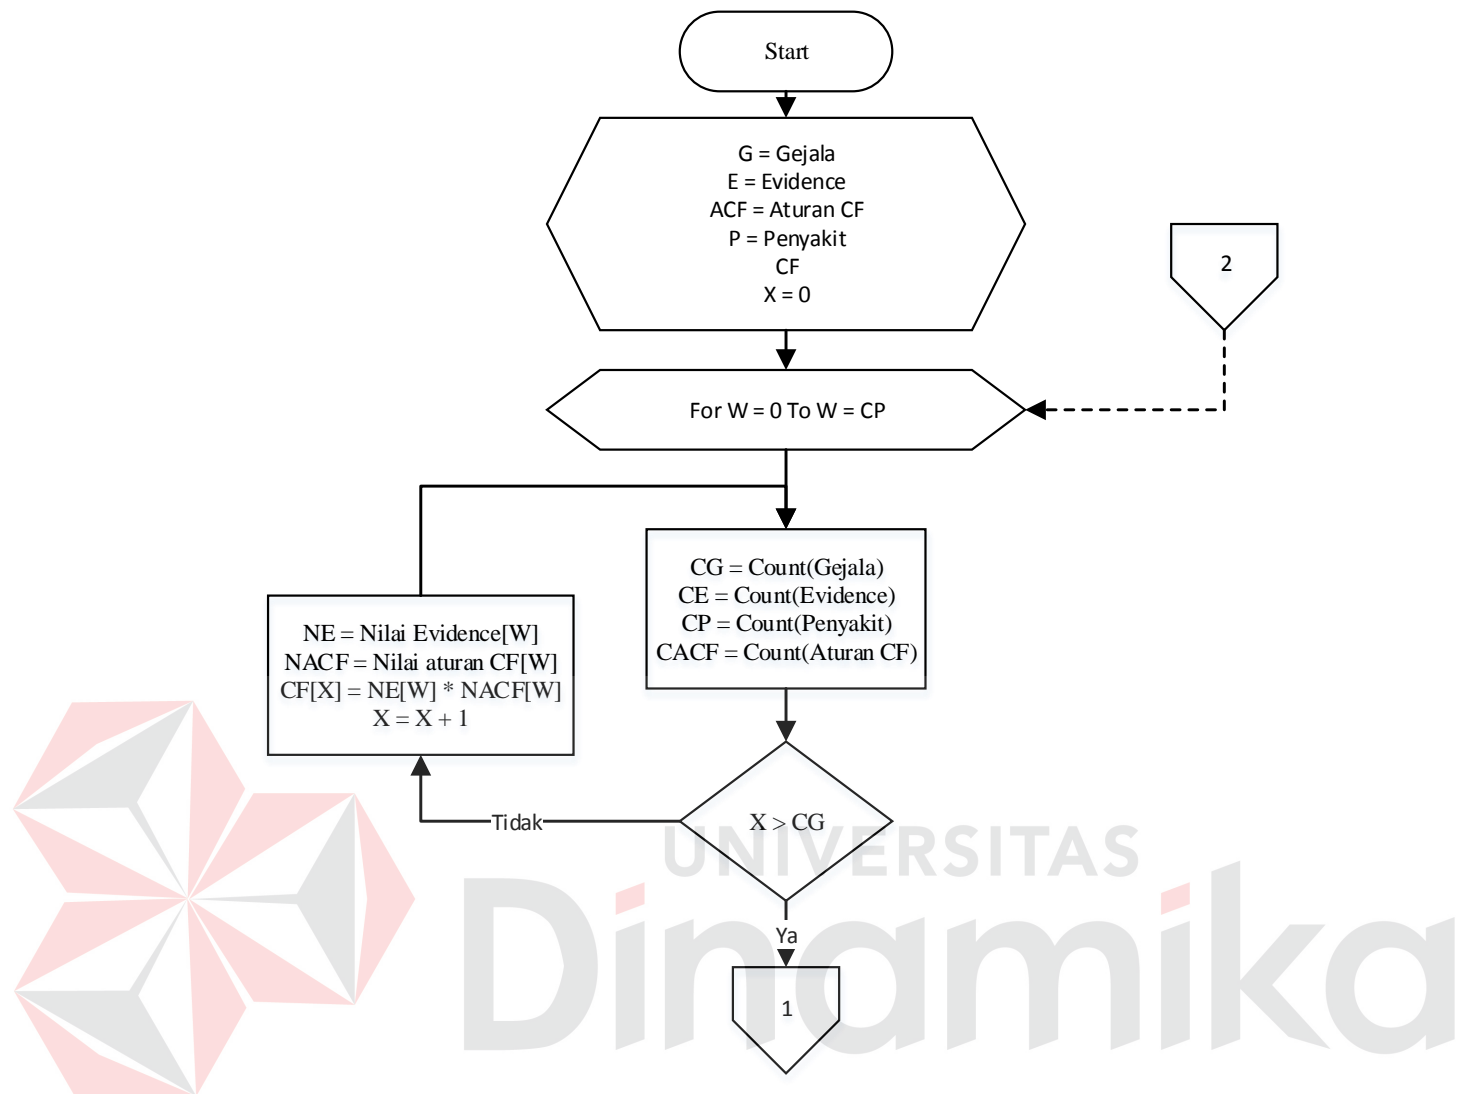 Start
G = Gejala
E = Evidence
ACF = Aturan CF
P = Penyakit
CF
X = 0
2
For W = 0 To W = CP
CG = Count(Gejala)
CE = Count(Evidence)
CP = Count(Penyakit)
CACF = Count(Aturan CF)
NE = Nilai Evidence[W]
NACF = Nilai aturan CF[W]
CF[X] = NE[W] * NACF[W]
X = X + 1
X > CG
Tidak
Ya
1
UNIVERSITAS
Dinamika